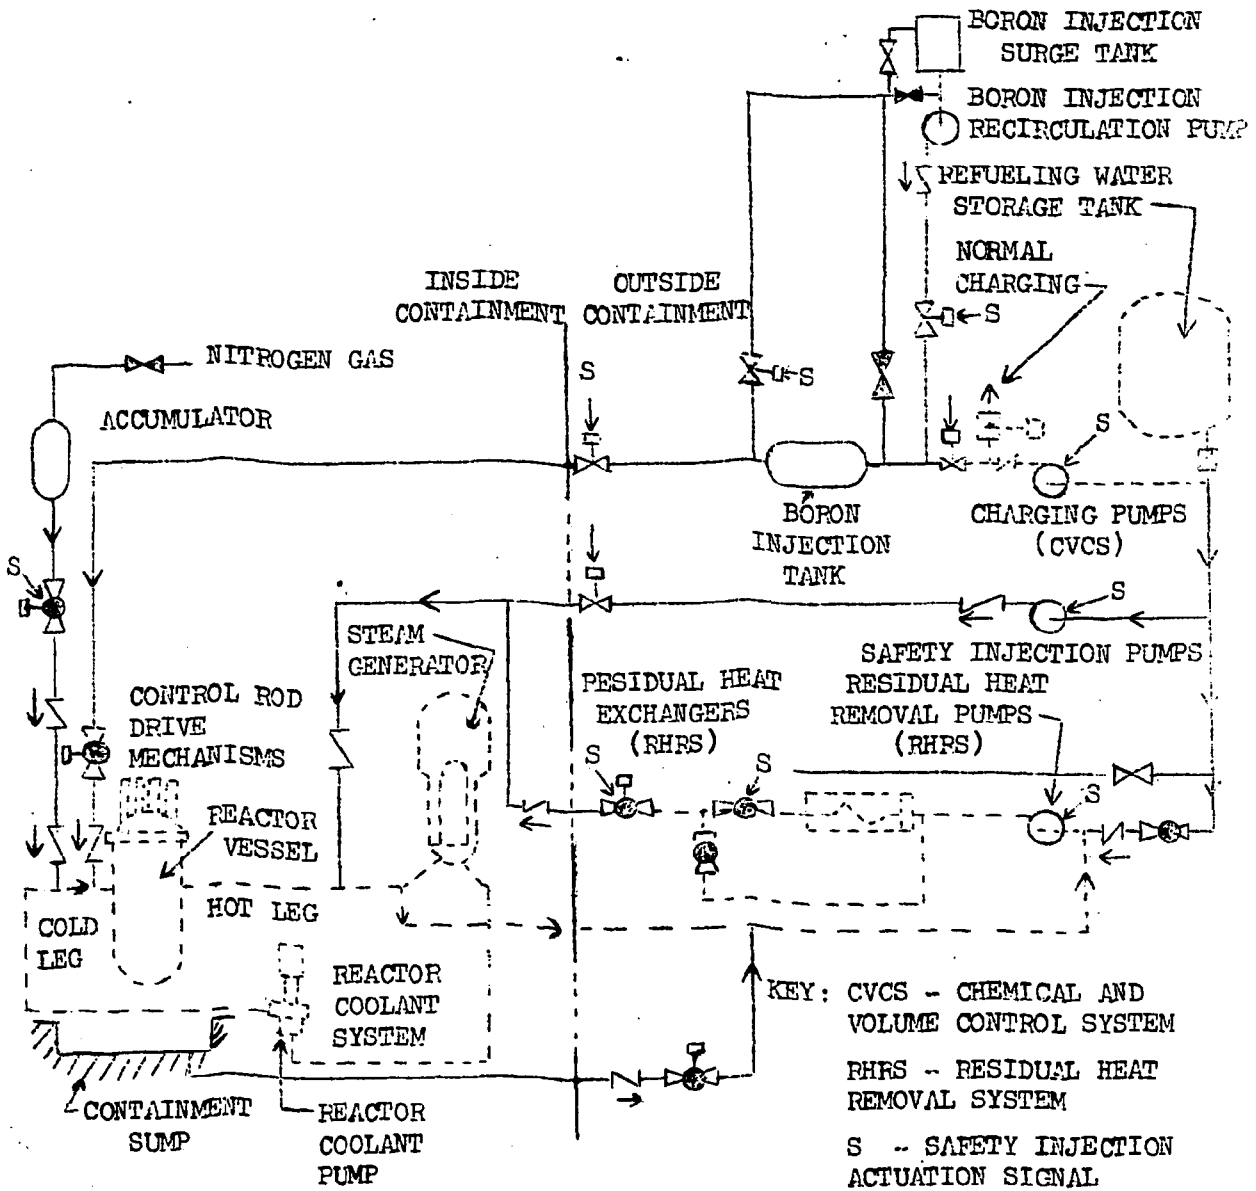 BORON INJECTION
SURGE TANK
BORON INJECTION
RECIRCULATION PUMP
REFUELING WATER
STORAGE TANK
NORMAL
CHARGING
INSIDE
CONTAINMENT
OUTSIDE
CONTAINMENT
S
NITROGEN GAS
S
S
ACCUMULATOR
S
BORON
INJECTION
TANK
CHARGING PUMPS
(CVCS)
S
S
STEAM
GENERATOR
SAFETY INJECTION PUMPS
RESIDUAL HEAT
EXCHANGERS
(RHRS)
RESIDUAL HEAT
REMOVAL PUMPS
(RHRS)
CONTROL ROD
DRIVE
MECHANISMS
S
S
S
REACTOR
VESSEL
HOT LEG
COLD
LEG
REACTOR
COOLANT
SYSTEM
KEY: CVCS - CHEMICAL AND
VOLUME CONTROL SYSTEM
RHRS - RESIDUAL HEAT
REMOVAL SYSTEM
S - SAFETY INJECTION
ACTUATION SIGNAL
CONTAINMENT
SUMP
REACTOR
COOLANT
PUMP